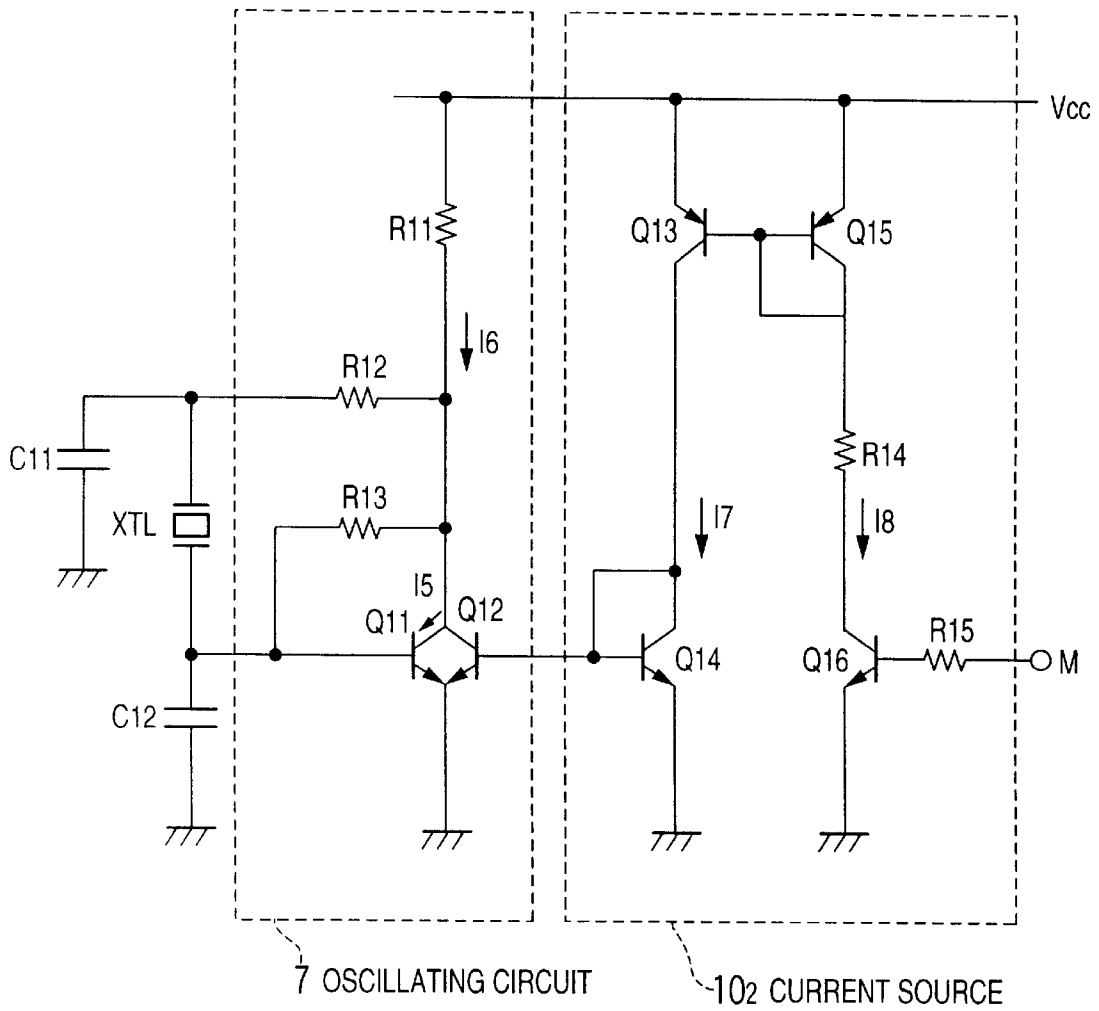 Vcc
R11
Q13
Q15
I6
R12
C11
R14
R13
XTL
I7
I8
I5
Q11
Q12
R15
Q14
Q16
M
C12
7 OSCILLATING CIRCUIT
102 CURRENT SOURCE